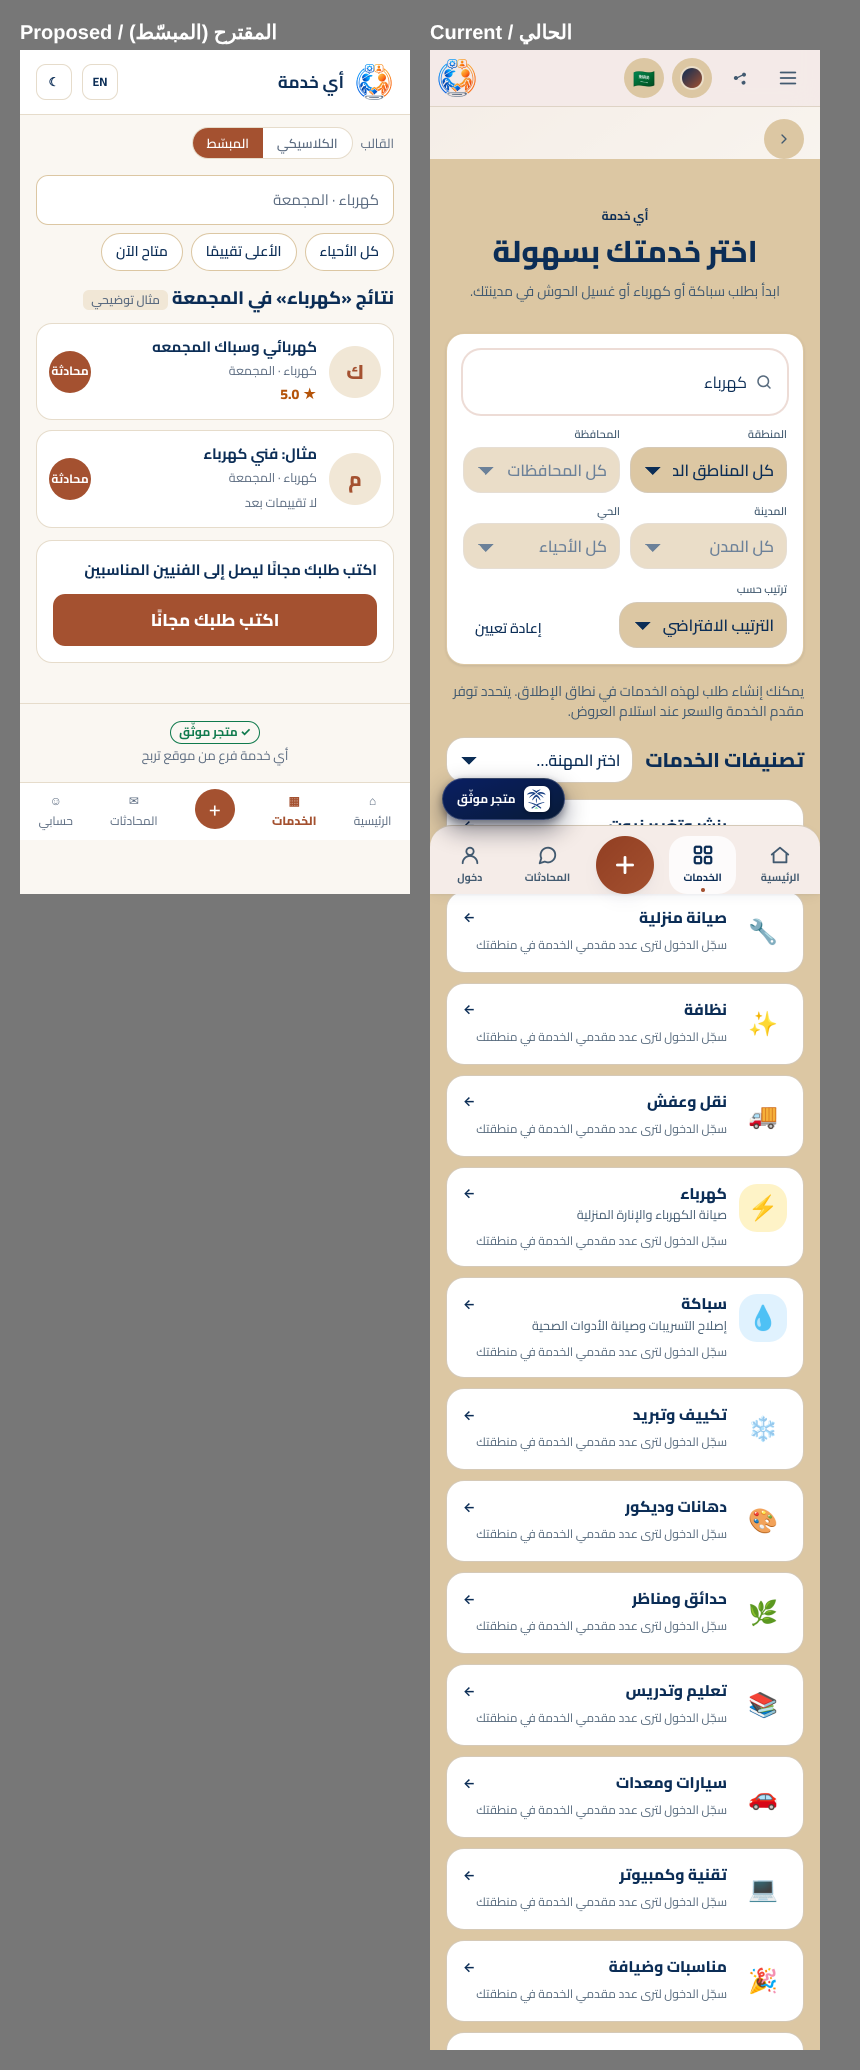 Proposed / المقترح (المبسّط)
أي خدمة
EN
القالب
الكلاسيكي
المبسّط
كهرباء · المجمعة
كل الأحياء
الأعلى تقييمًا
متاح الآن
نتائج «كهرباء» في المجمعة
مثال توضيحي
ك
كهربائي وسباك المجمعه
كهرباء · المجمعة
★ 5.0
محادثة
م
مثال: فني كهرباء
كهرباء · المجمعة
لا تقييمات بعد
محادثة
اكتب طلبك مجانًا ليصل إلى الفنيين المناسبين
اكتب طلبك مجانًا
✓ متجر موثّق
أي خدمة فرع من موقع تربح
الرئيسية
الخدمات
+
المحادثات
حسابي
Current / الحالي
أي خدمة
اختر خدمتك بسهولة
ابدأ بطلب سباكة أو كهرباء أو غسيل الحوش في مدينتك.
كهرباء
المنطقة
المحافظة
كل المناطق الد
كل المحافظات
المدينة
الحي
كل المدن
كل الأحياء
ترتيب حسب
الترتيب الافتراضي
إعادة تعيين
يمكنك إنشاء طلب لهذه الخدمات في نطاق الإطلاق. يتحدد توفر
مقدم الخدمة والسعر عند استلام العروض.
تصنيفات الخدمات
اختر المهنة...
متجر موثّق
الرئيسية
الخدمات
+
المحادثات
دخول
صيانة منزلية
سجّل الدخول لترى عدد مقدمي الخدمة في منطقتك
نظافة
سجّل الدخول لترى عدد مقدمي الخدمة في منطقتك
نقل وعفش
سجّل الدخول لترى عدد مقدمي الخدمة في منطقتك
كهرباء
صيانة الكهرباء والإنارة المنزلية
سجّل الدخول لترى عدد مقدمي الخدمة في منطقتك
سباكة
إصلاح التسريبات وصيانة الأدوات الصحية
سجّل الدخول لترى عدد مقدمي الخدمة في منطقتك
تكييف وتبريد
سجّل الدخول لترى عدد مقدمي الخدمة في منطقتك
دهانات وديكور
سجّل الدخول لترى عدد مقدمي الخدمة في منطقتك
حدائق ومناظر
سجّل الدخول لترى عدد مقدمي الخدمة في منطقتك
تعليم وتدريس
سجّل الدخول لترى عدد مقدمي الخدمة في منطقتك
سيارات ومعدات
سجّل الدخول لترى عدد مقدمي الخدمة في منطقتك
تقنية وكمبيوتر
سجّل الدخول لترى عدد مقدمي الخدمة في منطقتك
مناسبات وضيافة
سجّل الدخول لترى عدد مقدمي الخدمة في منطقتك